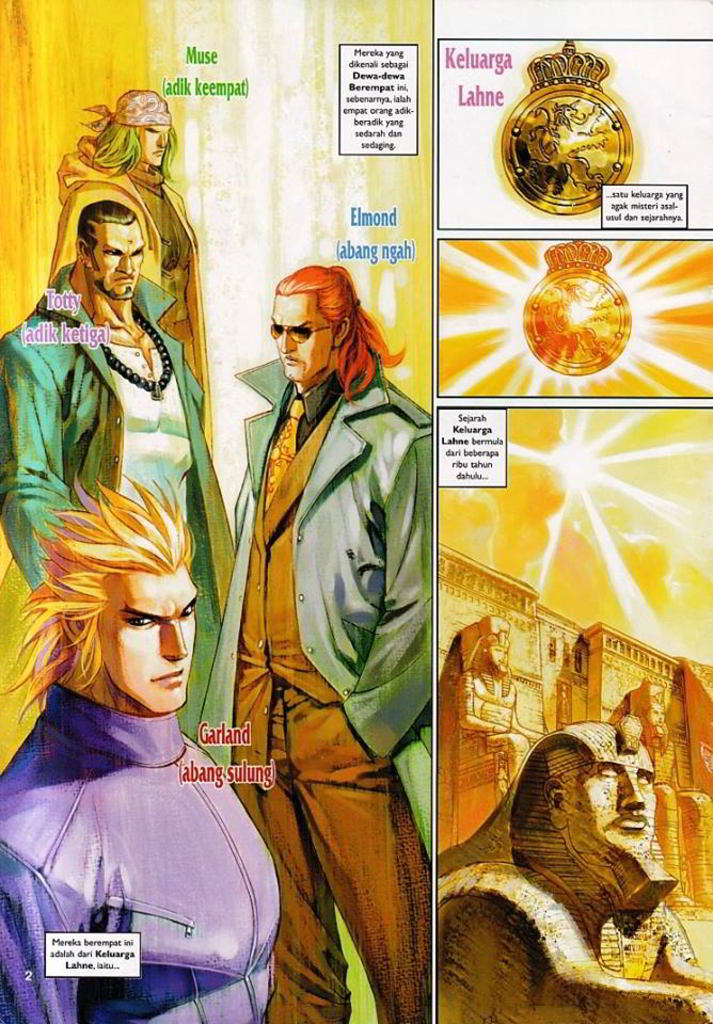 Muse
(adik keempat)
Mereka yang
dikenali sebagai
Dewa-dewa
Berempat ini,
sebenarnya, ialah
empat orang adik-
beradik yang
sedarah dan
sedaging.
Elmond
(abang ngah)
Totty
(adik ketiga)
Garland
(abang sulung)
Mereka berempat ini
adalah dari Keluarga
Lahne, iaitu...
2
Keluarga
Lahne
...satu keluarga yang
agak misteri asal-
usul dan sejarahnya.
Sejarah
Keluarga
Lahne bermula
dari beberapa
ribu tahun
dahulu...